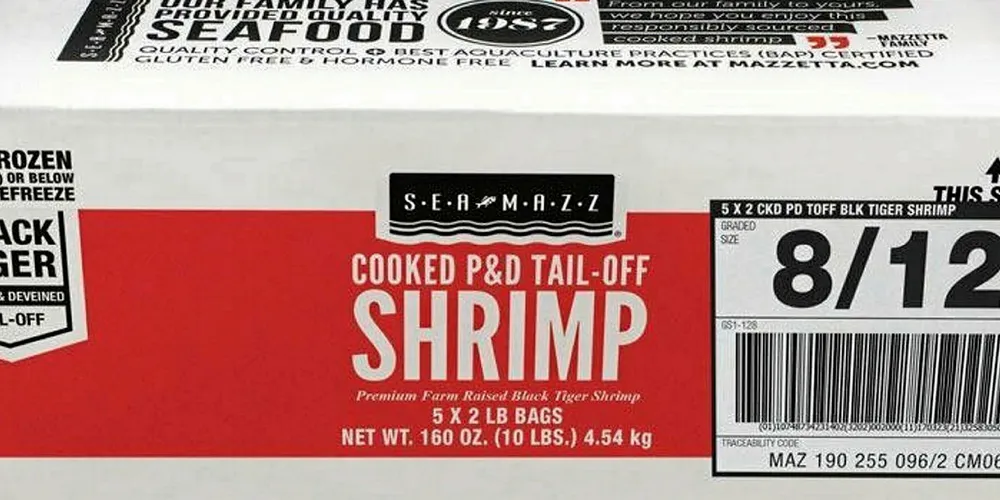 OUR FAMILY HAS
PROVIDED QUALITY
SEAFOOD
since
1987
From our family to yours,
we hope you enjoy this
responsibly sourced
cooked shrimp
—MAZZETTA
FAMILY
QUALITY CONTROL + BEST AQUACULTURE PRACTICES (BAP) CERTIFIED
GLUTEN FREE & HORMONE FREE LEARN MORE AT MAZZETTA.COM
SEA MAZZ
ROZEN
) OR BELOW
EFREEZE
ACK
GER
& DEVEINED
L-OFF
S·E·A M·A·Z·Z
COOKED P&D TAIL-OFF
SHRIMP
Premium Farm Raised Black Tiger Shrimp
5 X 2 LB BAGS
NET WT. 160 OZ. (10 LBS.) 4.54 kg
THIS S
5 X 2 CKD PD TOFF BLK TIGER SHRIMP
GRADED
SIZE
8/12
GS1-128
TRACEABILITY CODE
MAZ 190 255 096/2 CM06